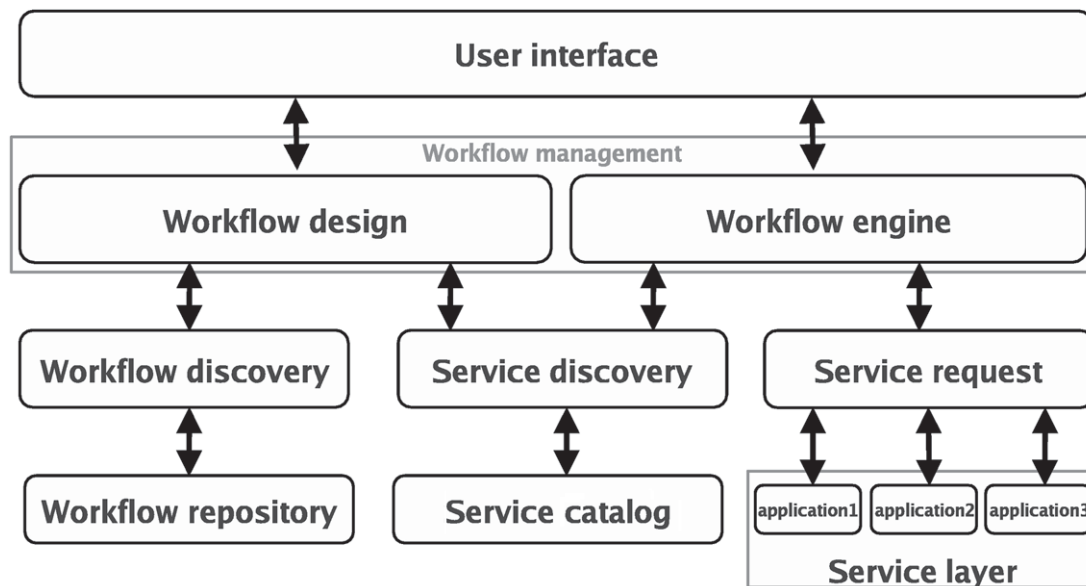 User interface
Workflow management
Workflow design
Workflow engine
Workflow discovery
Service discovery
Service request
Workflow repository
Service catalog
application1
application2
application3
Service layer